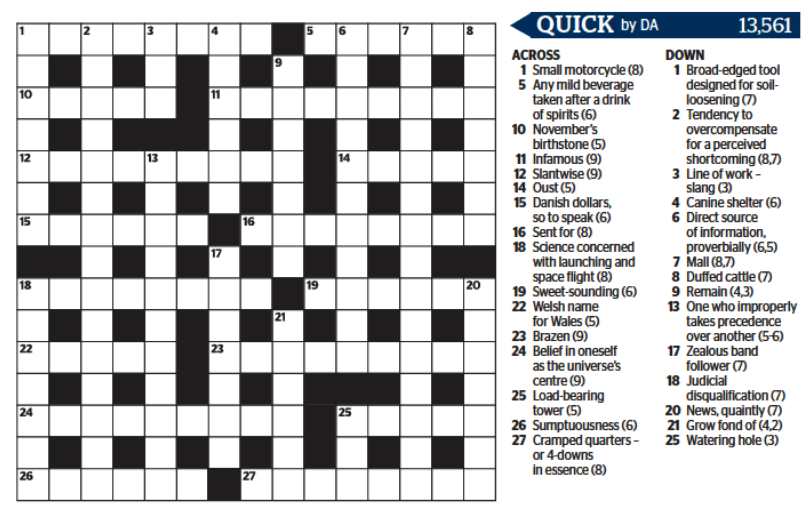 QUICK by DA 13,561
1 2 3 4 5 6 7 8
9
10 11
12 13 14
15 16
17
18 19 20
21
22 23
24 25
26 27
ACROSS
1 Small motorcycle (8)
5 Any mild beverage
taken after a drink
of spirits (6)
10 November's
birthstone (5)
11 Infamous (9)
12 Slantwise (9)
14 Oust (5)
15 Danish dollars,
so to speak (6)
16 Sent for (8)
18 Science concerned
with launching and
space flight (8)
19 Sweet-sounding (6)
22 Welsh name
for Wales (5)
23 Brazen (9)
24 Belief in oneself
as the universe's
centre (9)
25 Load-bearing
tower (5)
26 Sumptuousness (6)
27 Cramped quarters –
or 4-downs
in essence (8)
DOWN
1 Broad-edged tool
designed for soil-
loosening (7)
2 Tendency to
overcompensate
for a perceived
shortcoming (8,7)
3 Line of work –
slang (3)
4 Canine shelter (6)
6 Direct source
of information,
proverbially (6,5)
7 Mall (8,7)
8 Duffed cattle (7)
9 Remain (4,3)
13 One who improperly
takes precedence
over another (5-6)
17 Zealous band
follower (7)
18 Judicial
disqualification (7)
20 News, quaintly (7)
21 Grow fond of (4,2)
25 Watering hole (3)